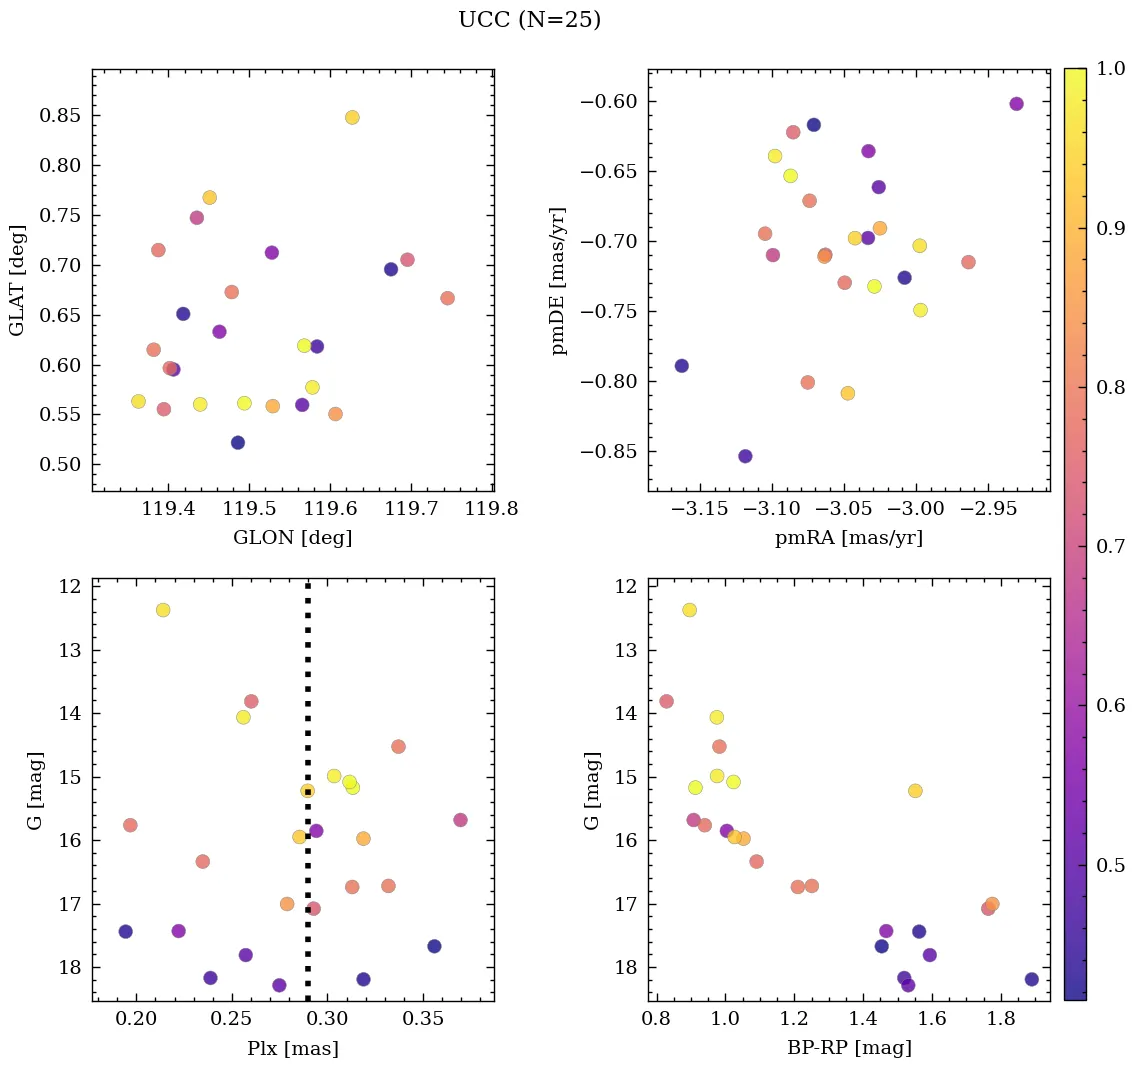 UCC (N=25)
0.85
0.80
0.75
0.70
0.65
0.60
0.55
0.50
GLAT [deg]
119.4 119.5 119.6 119.7 119.8
GLON [deg]
−0.60
−0.65
−0.70
−0.75
−0.80
−0.85
pmDE [mas/yr]
−3.15 −3.10 −3.05 −3.00 −2.95
pmRA [mas/yr]
12
13
14
15
16
17
18
G [mag]
0.20 0.25 0.30 0.35
Plx [mas]
12
13
14
15
16
17
18
G [mag]
0.8 1.0 1.2 1.4 1.6 1.8
BP-RP [mag]
1.0
0.9
0.8
0.7
0.6
0.5